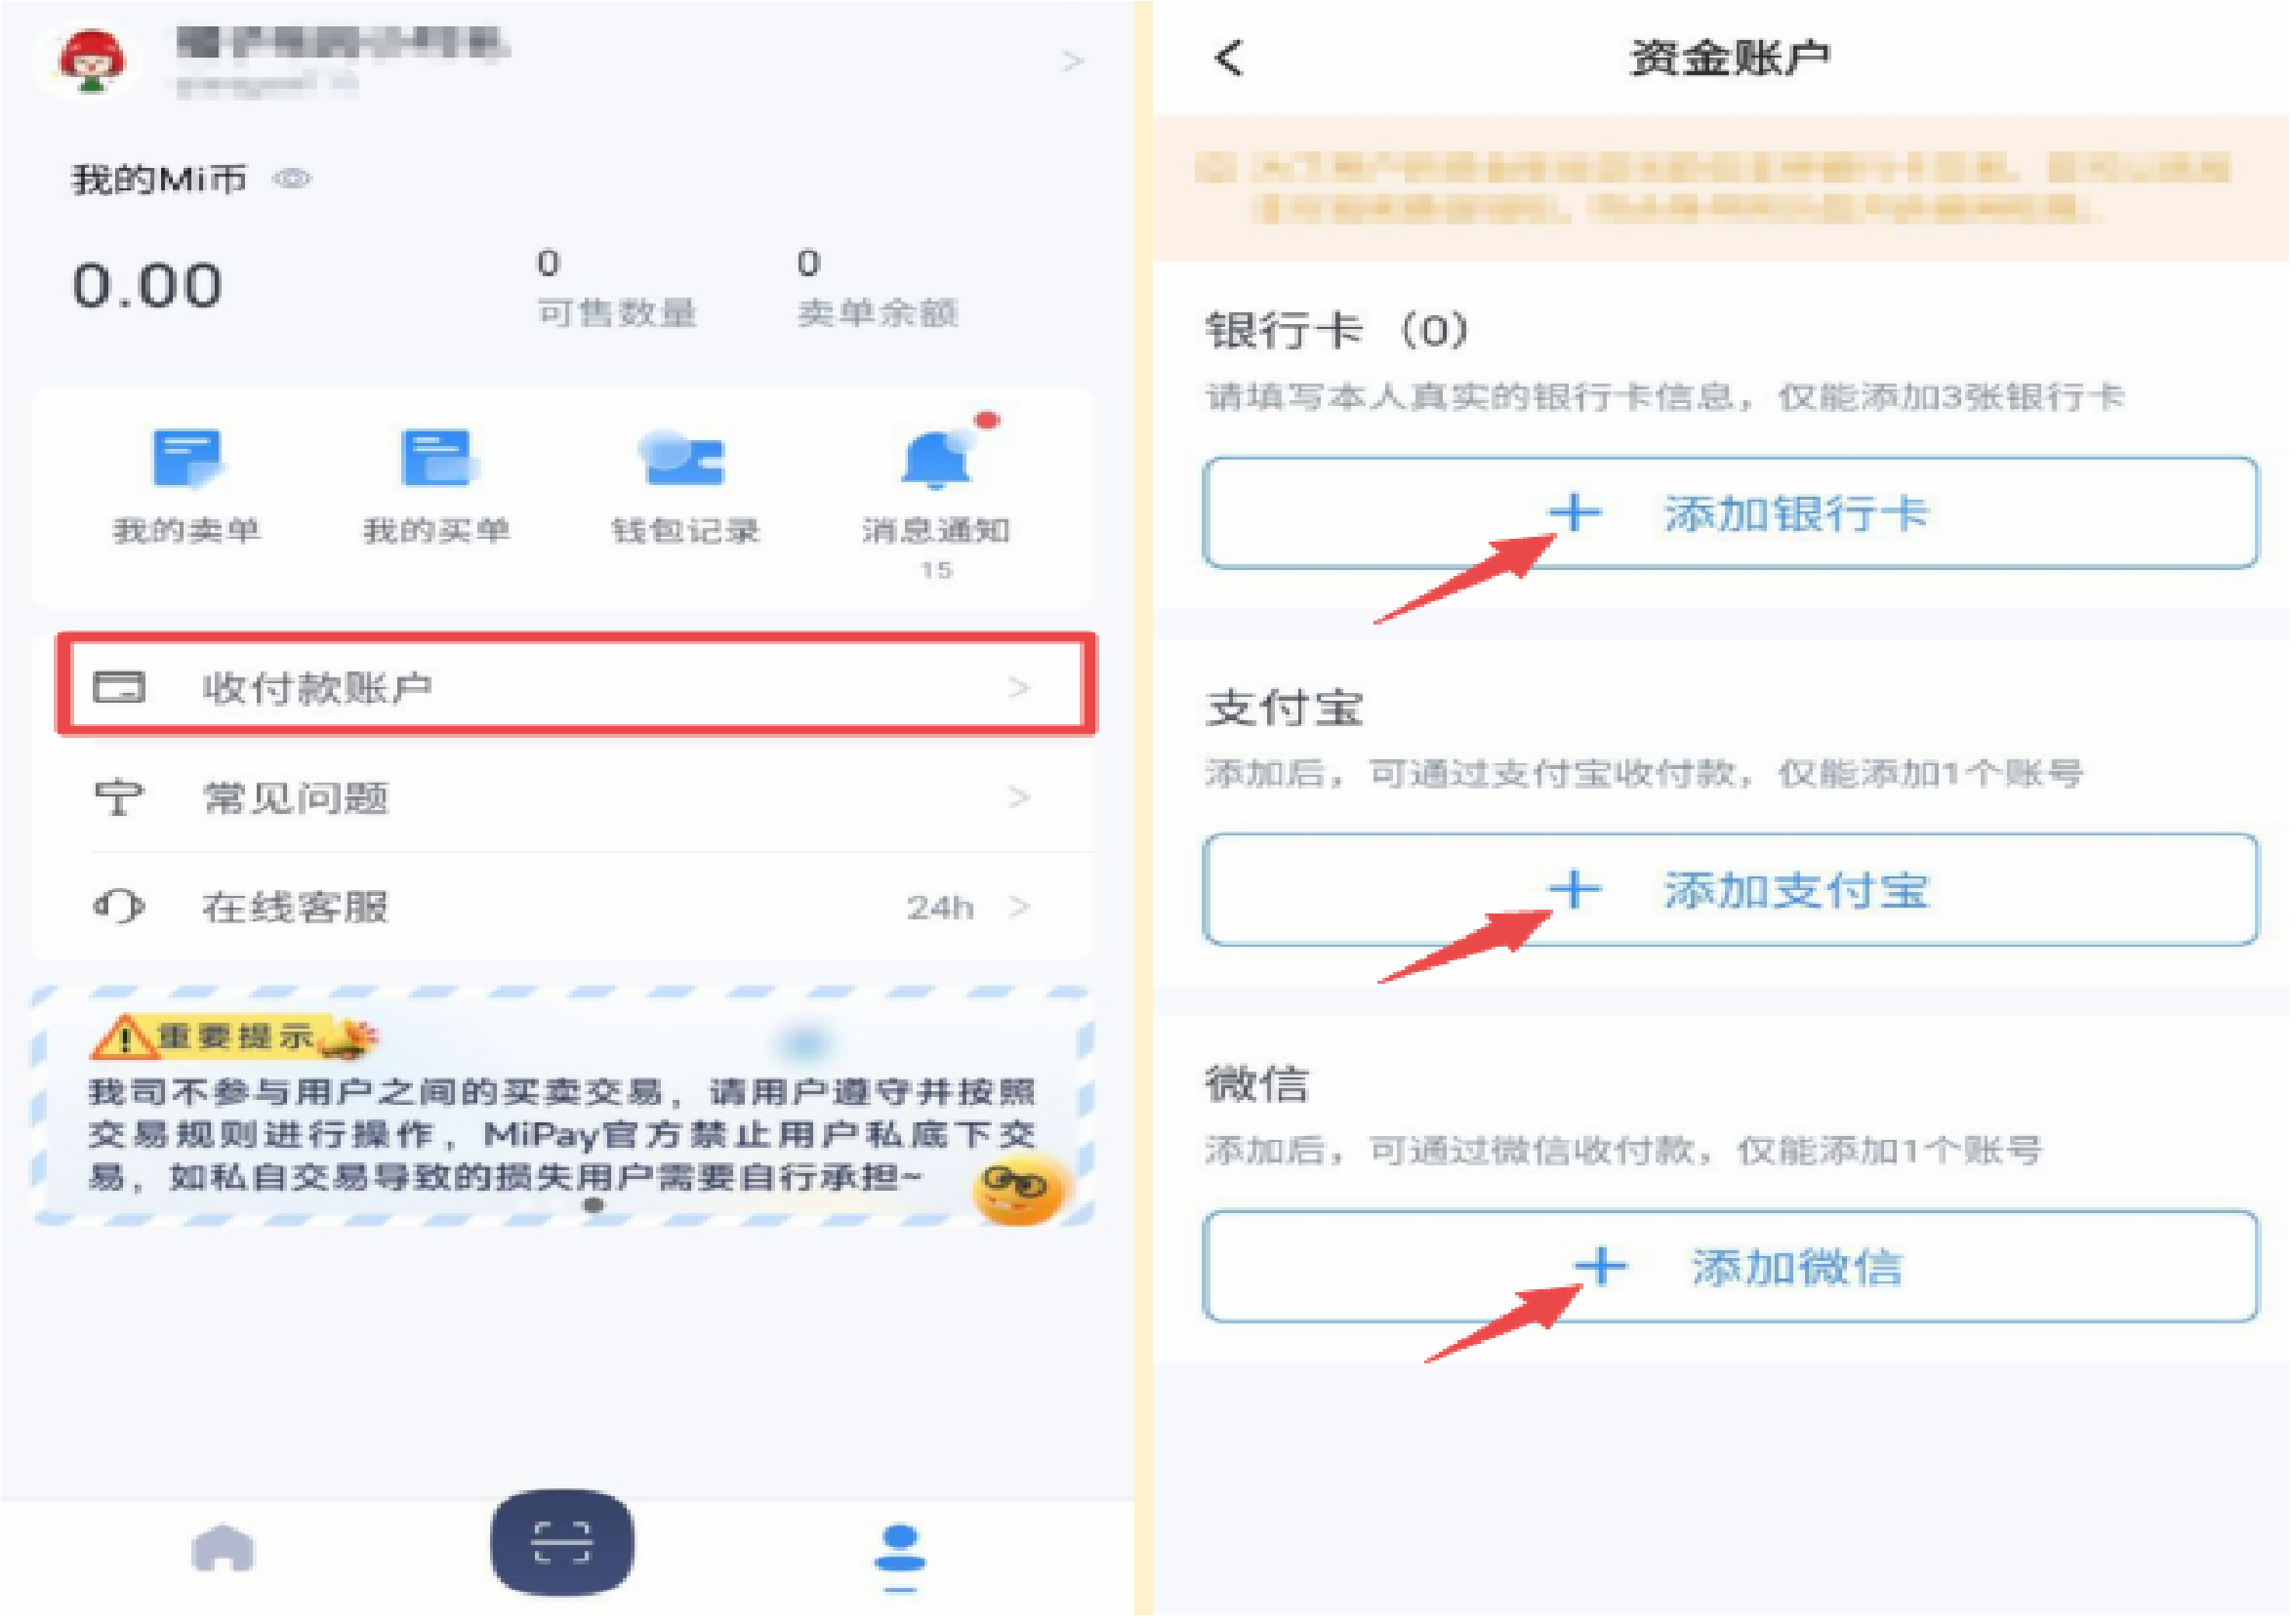 我的Mi币
0.00
0
可售数量
0
卖单余额
我的卖单
我的买单
钱包记录
消息通知
15
收付款账户
常见问题
在线客服
24h
重要提示
我司不参与用户之间的买卖交易，请用户遵守并按照
交易规则进行操作，MiPay官方禁止用户私底下交
易，如私自交易导致的损失用户需要自行承担~
资金账户
银行卡（0）
请填写本人真实的银行卡信息，仅能添加3张银行卡
添加银行卡
支付宝
添加后，可通过支付宝收付款，仅能添加1个账号
添加支付宝
微信
添加后，可通过微信收付款，仅能添加1个账号
添加微信